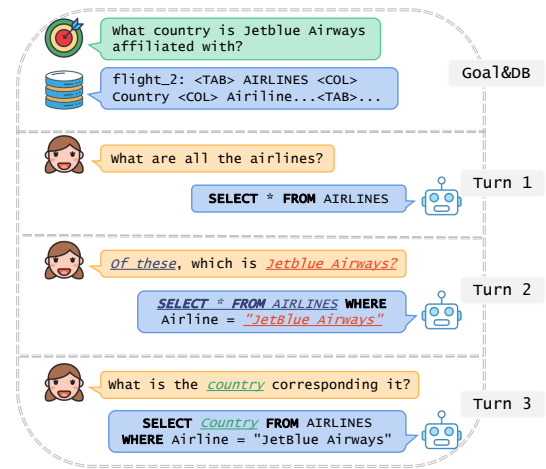 What country is Jetblue Airways
affiliated with?
Goal&DB
flight_2: <TAB> AIRLINES <COL>
Country <COL> Airiline...<TAB>...
What are all the airlines?
Turn 1
SELECT * FROM AIRLINES
Of these, which is Jetblue Airways?
Turn 2
SELECT * FROM AIRLINES WHERE
Airline = "JetBlue Airways"
What is the country corresponding it?
Turn 3
SELECT Country FROM AIRLINES
WHERE Airline = "JetBlue Airways"